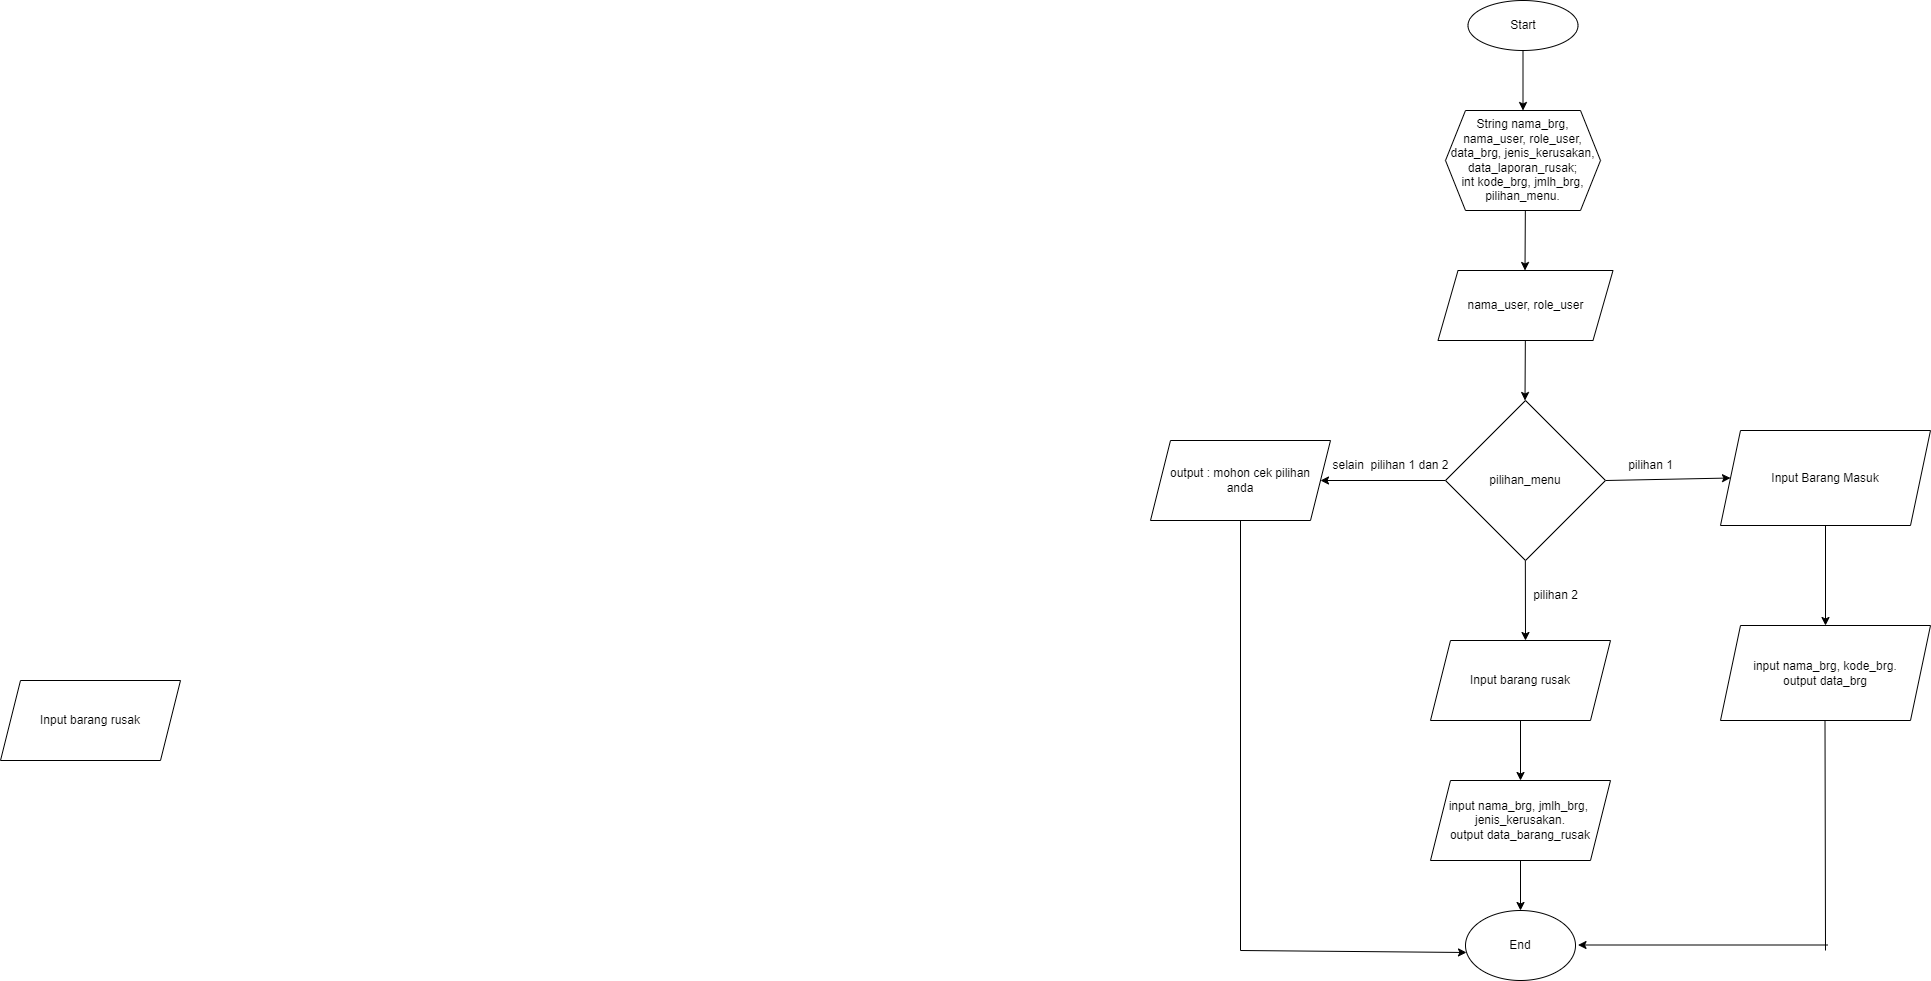 Start
String nama_brg,
nama_user, role_user,
data_brg, jenis_kerusakan,
data_laporan_rusak;
int kode_brg, jmlh_brg,
pilihan_menu.
nama_user, role_user
pilihan_menu
selain  pilihan 1 dan 2
output : mohon cek pilihan
anda
pilihan 1
Input Barang Masuk
input nama_brg, kode_brg.
output data_brg
pilihan 2
Input barang rusak
input nama_brg, jmlh_brg,
jenis_kerusakan.
output data_barang_rusak
End
Input barang rusak